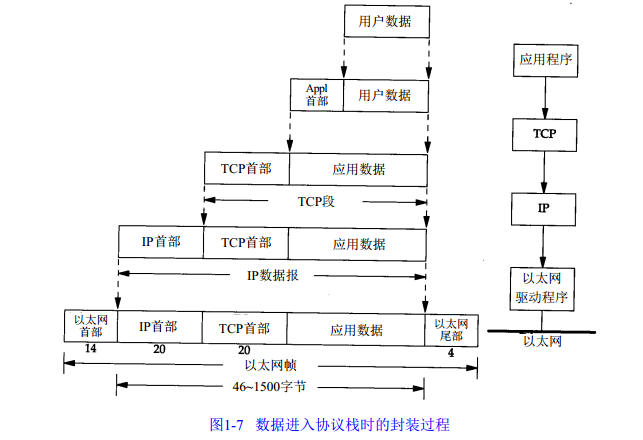 用户数据
应用程序
Appl
首部
用户数据
TCP
TCP首部
应用数据
TCP段
IP
IP首部
TCP首部
应用数据
IP数据报
以太网
驱动程序
以太网
首部
IP首部
TCP首部
应用数据
以太网
尾部
以太网
14
20
20
4
以太网帧
46~1500字节
图1-7 数据进入协议栈时的封装过程